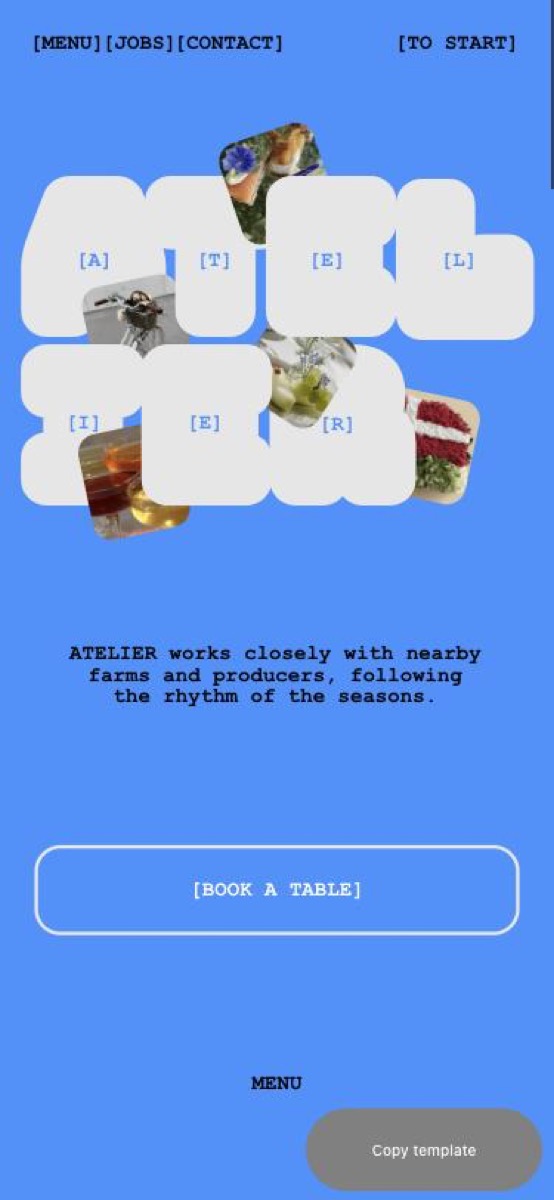 [MENU][JOBS][CONTACT] [TO START]
[A] [T] [E] [L]
[I] [E] [R]
ATELIER works closely with nearby
farms and producers, following
the rhythm of the seasons.
[BOOK A TABLE]
MENU
Copy template